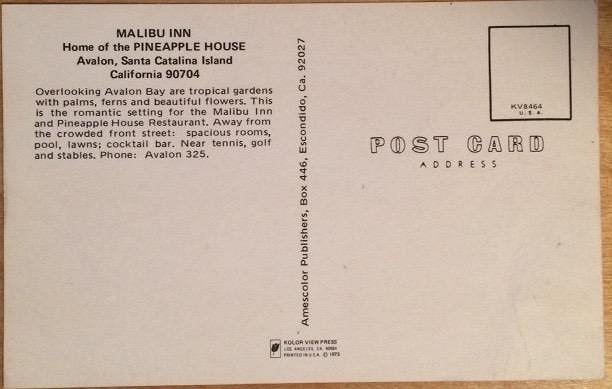 MALIBU INN
Home of the PINEAPPLE HOUSE
Avalon, Santa Catalina Island
California 90704
Overlooking Avalon Bay are tropical gardens
with palms, ferns and beautiful flowers. This
is the romantic setting for the Malibu Inn
and Pineapple House Restaurant. Away from
the crowded front street: spacious rooms,
pool, lawns; cocktail bar. Near tennis, golf
and stables. Phone: Avalon 325.
Amescolor Publishers, Box 446, Escondido, Ca. 92027
KV8464
U.S.A.
POST CARD
ADDRESS
KOLOR VIEW PRESS
LOS ANGELES, CA.
PRINTED IN U.S.A. © 1973